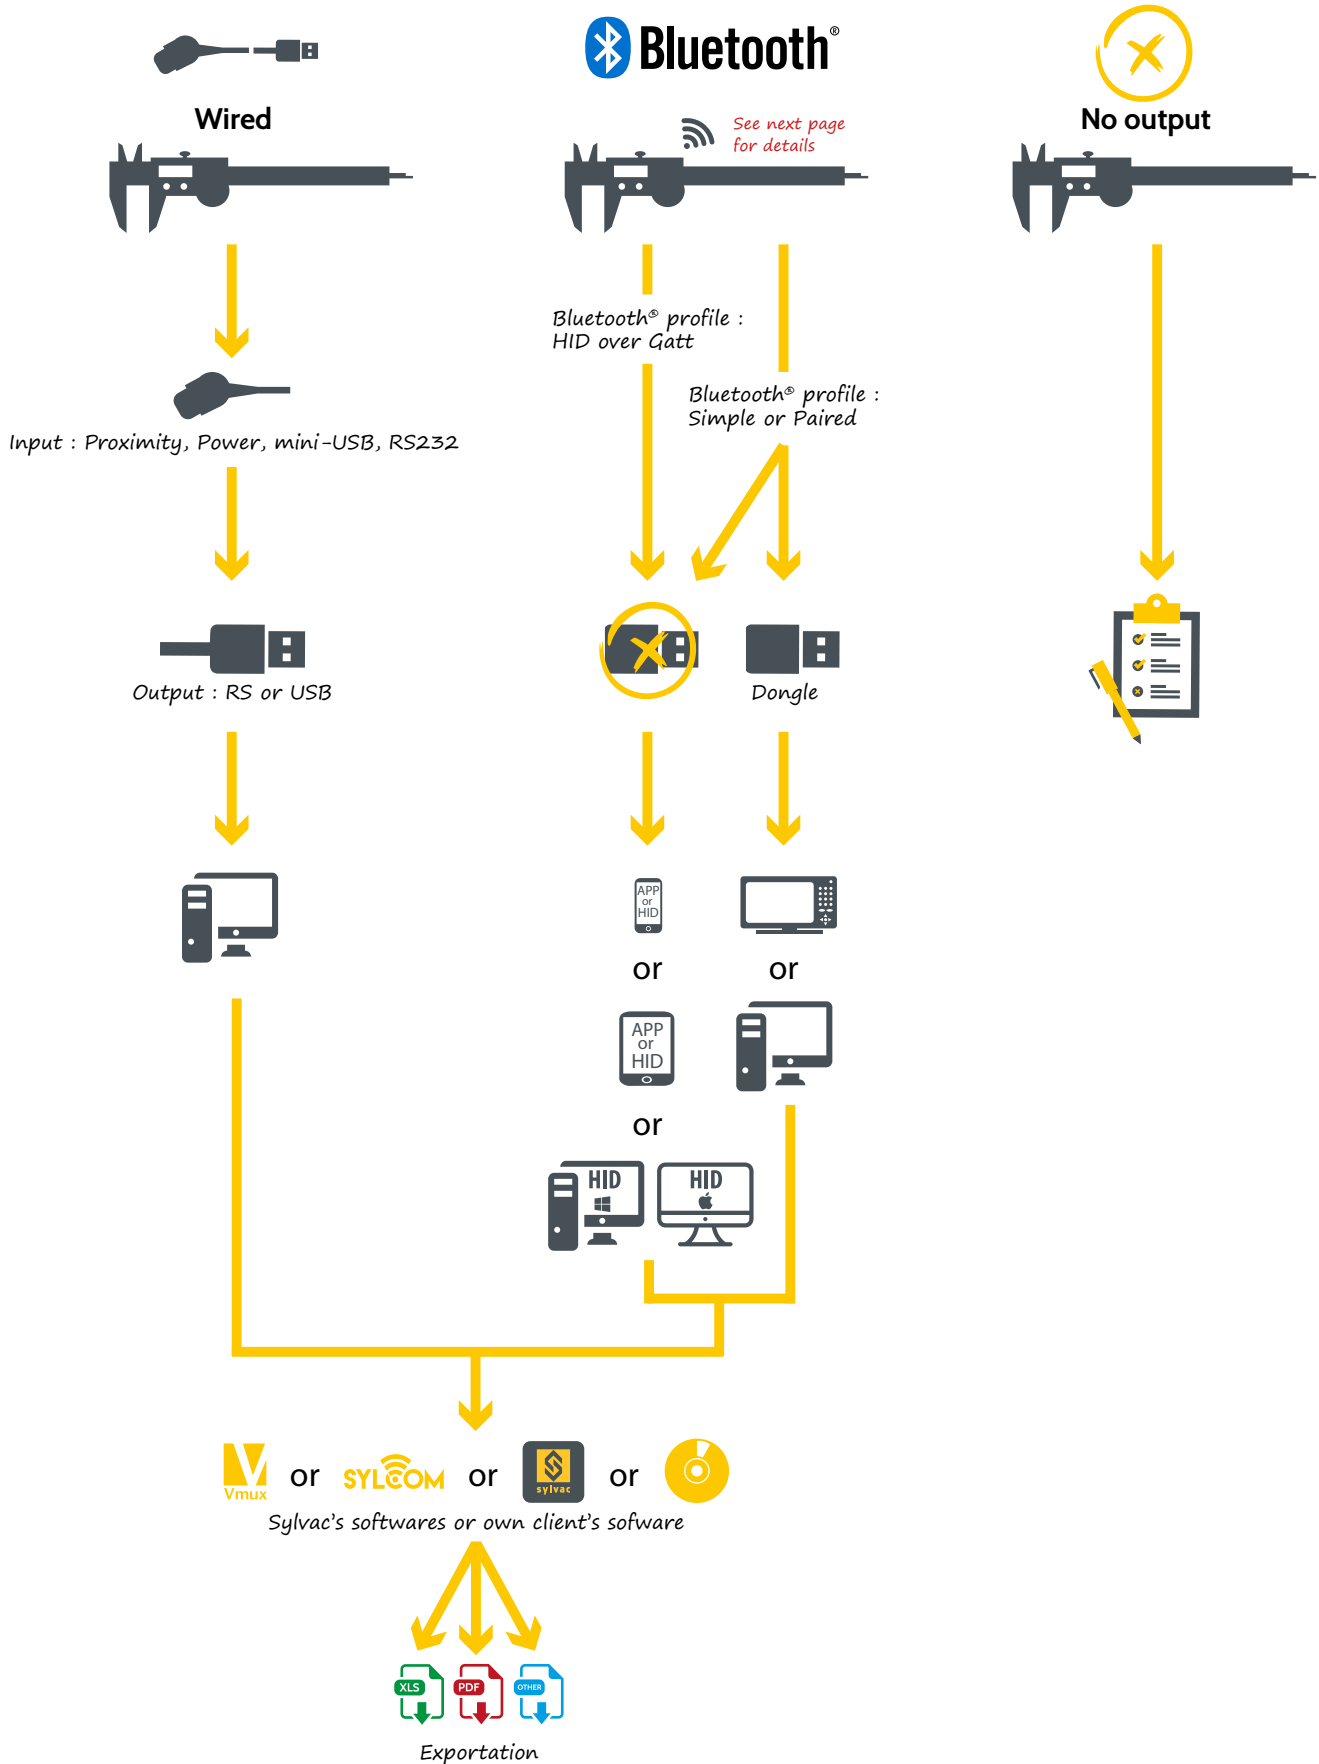 Bluetooth®
Wired
See next page
for details
No output
Bluetooth® profile :
HID over Gatt
Bluetooth® profile :
Simple or Paired
Input : Proximity, Power, mini-USB, RS232
Output : RS or USB
Dongle
APP
or
HID
or
or
APP
or
HID
or
HID
HID
Vmux
or
SYLCOM
or
sylvac
or
Sylvac's softwares or own client's sofware
XLS
PDF
OTHER
Exportation